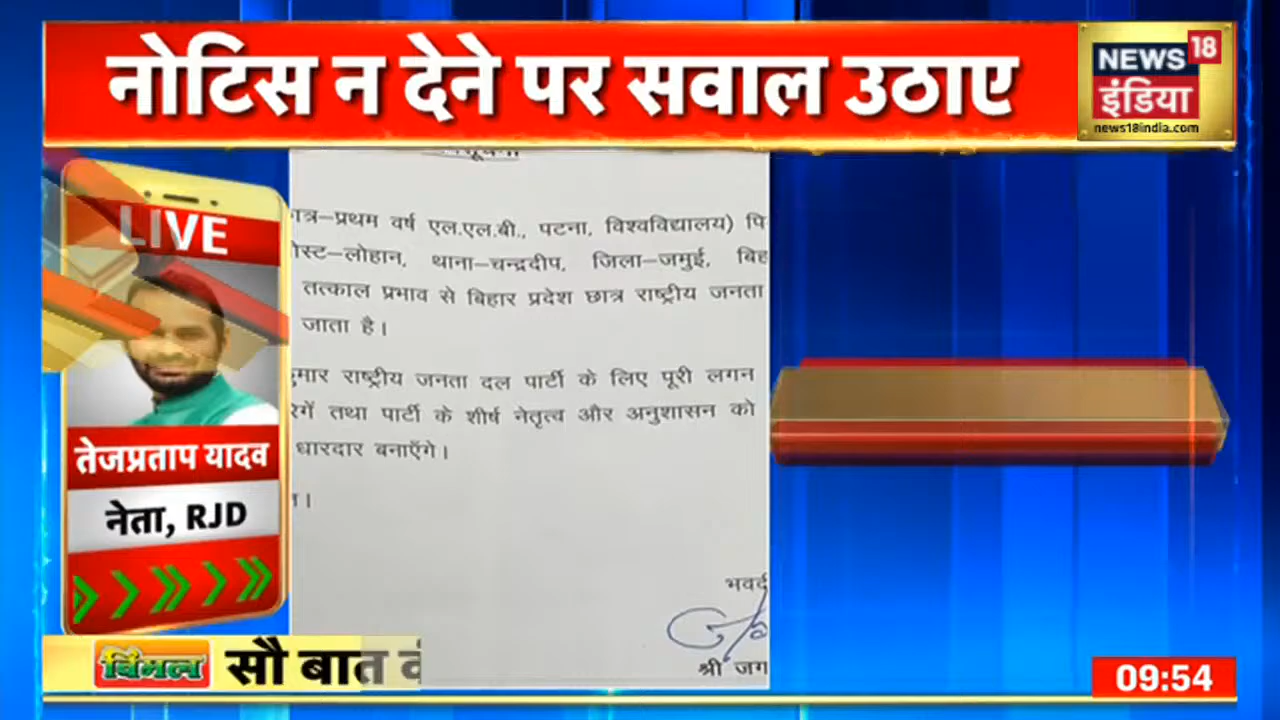 नोटिस न देने पर सवाल उठाए
NEWS 18
इंडिया
news18india.com
LIVE
ात्र–प्रथम वर्ष एल.एल.बी., पटना, विश्वविद्यालय) पि
ोस्ट–लोहान, थाना–चन्द्रदीप, जिला–जमुई, बिह
तत्काल प्रभाव से बिहार प्रदेश छात्र राष्ट्रीय जनता
जाता है।
ुमार राष्ट्रीय जनता दल पार्टी के लिए पूरी लगन
रेगें तथा पार्टी के शीर्ष नेतृत्व और अनुशासन को
धारदार बनाएँगे।
भवदी
श्री जग
तेजप्रताप यादव
नेता, RJD
विमल
सौ बात
09:54